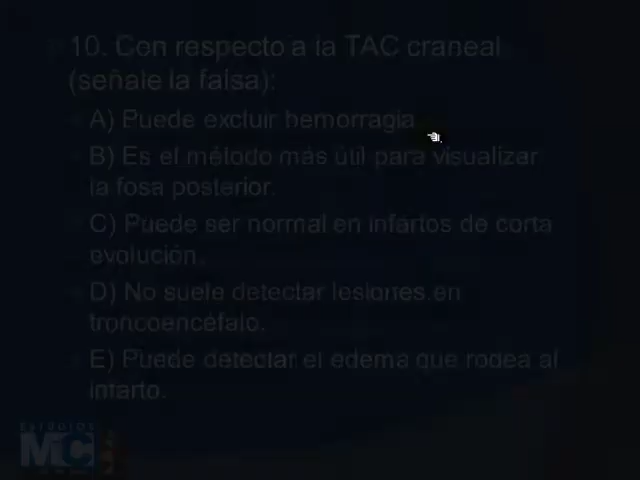 10. Con respecto a la TAC craneal
(señale la falsa):
A) Puede excluir hemorragia.
B) Es el método más útil para visualizar
la fosa posterior.
C) Puede ser normal en infartos de corta
evolución.
D) No suele detectar lesiones en
troncoencéfalo.
E) Puede detectar el edema que rodea al
infarto.
ESTUDIOS
MC